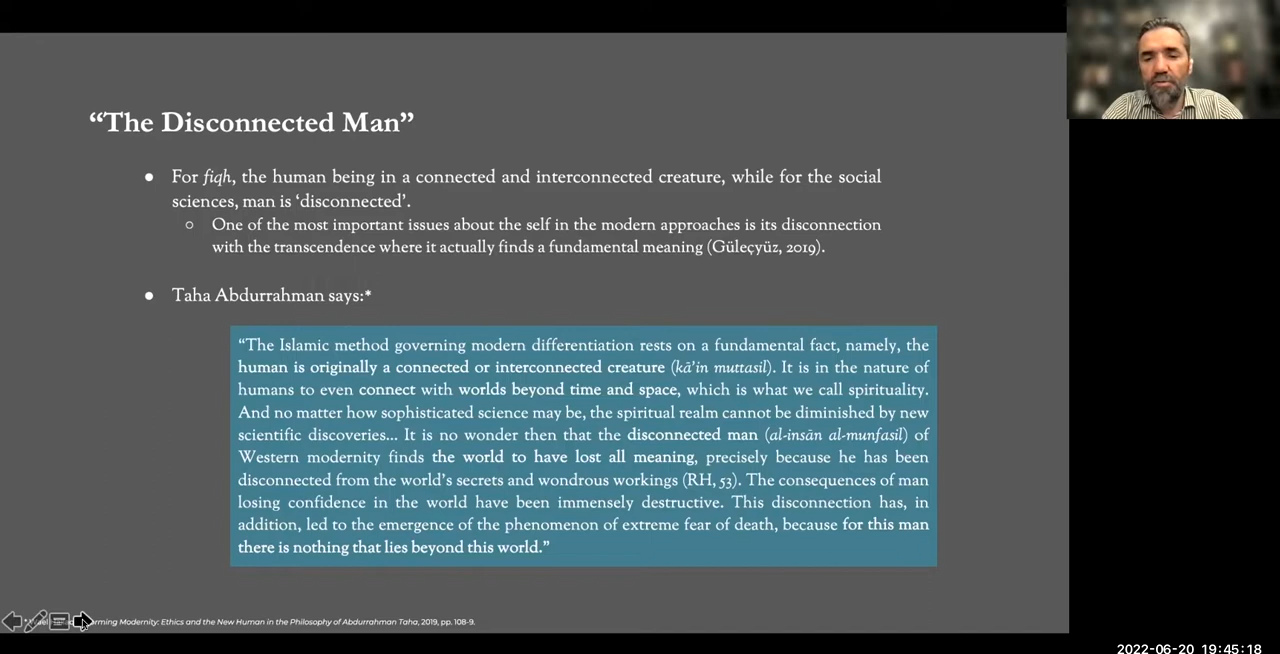 “The Disconnected Man”
● For fiqh, the human being in a connected and interconnected creature, while for the social
sciences, man is ‘disconnected’.
○ One of the most important issues about the self in the modern approaches is its disconnection
with the transcendence where it actually finds a fundamental meaning (Güleçyüz, 2019).
● Taha Abdurrahman says:*
“The Islamic method governing modern differentiation rests on a fundamental fact, namely, the
human is originally a connected or interconnected creature (kā’in muttasil). It is in the nature of
humans to even connect with worlds beyond time and space, which is what we call spirituality.
And no matter how sophisticated science may be, the spiritual realm cannot be diminished by new
scientific discoveries... It is no wonder then that the disconnected man (al-insān al-munfasil) of
Western modernity finds the world to have lost all meaning, precisely because he has been
disconnected from the world’s secrets and wondrous workings (RH, 53). The consequences of man
losing confidence in the world have been immensely destructive. This disconnection has, in
addition, led to the emergence of the phenomenon of extreme fear of death, because for this man
there is nothing that lies beyond this world.”
Modernity: Ethics and the New Human in the Philosophy of Abdurrahman Taha, 2019, pp. 108-9.
2022-06-20 19:45:18